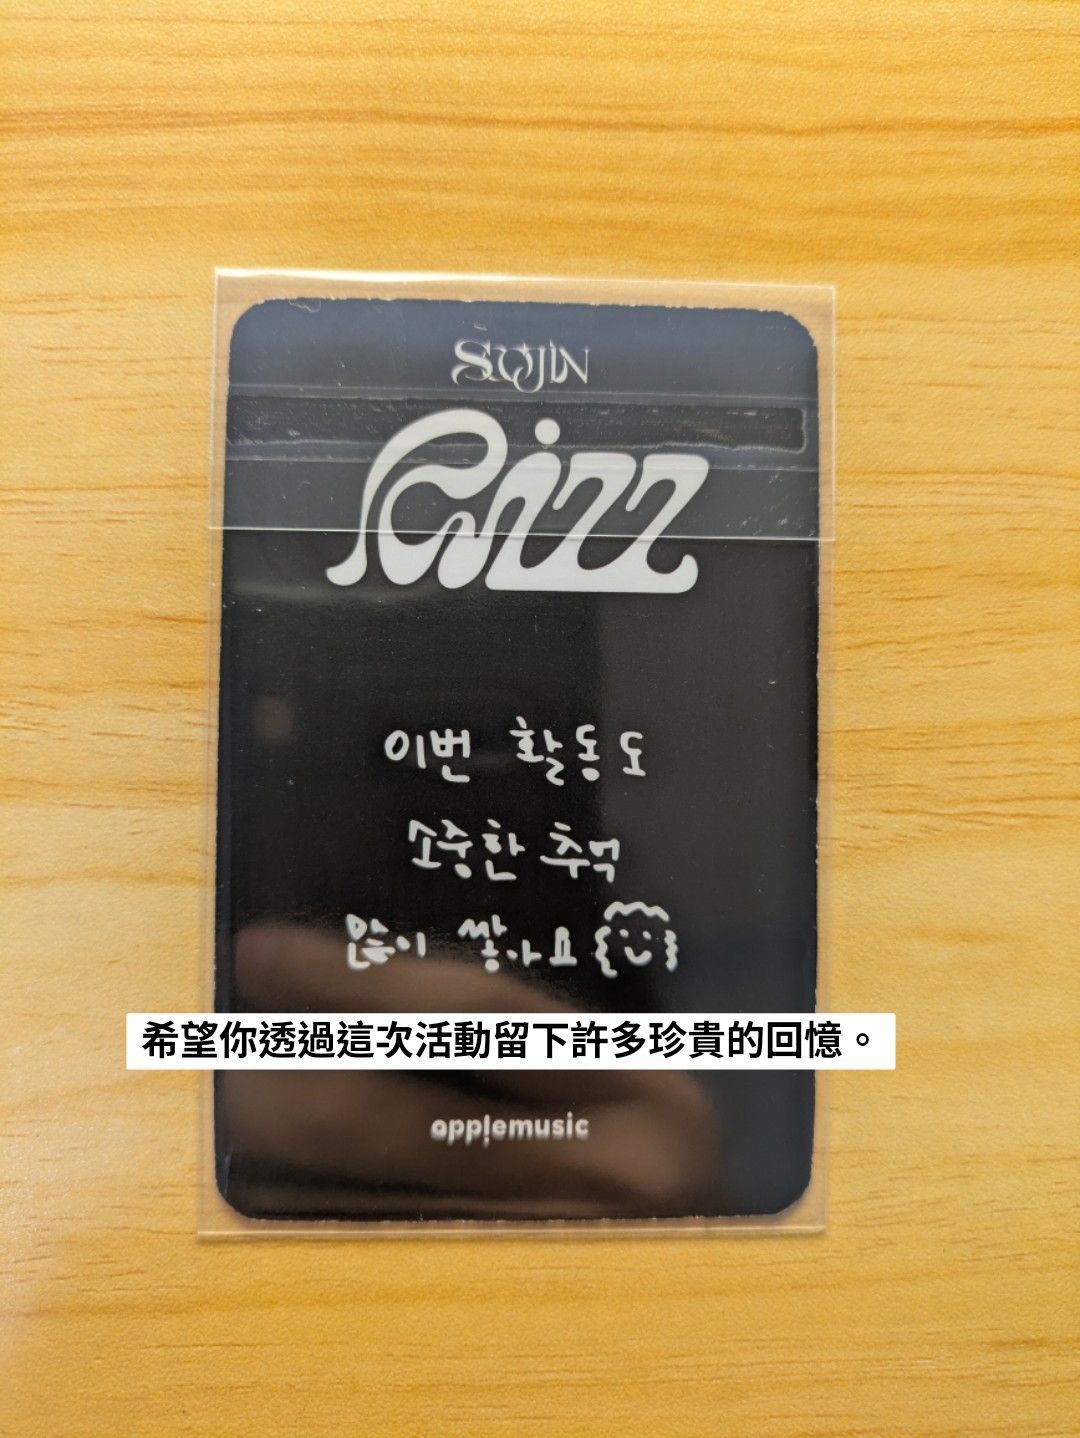 SOOJIN
Rizz
이번 활동도
소중한 추억
많이 쌓아요
希望你透過這次活動留下許多珍貴的回憶。
applemusic